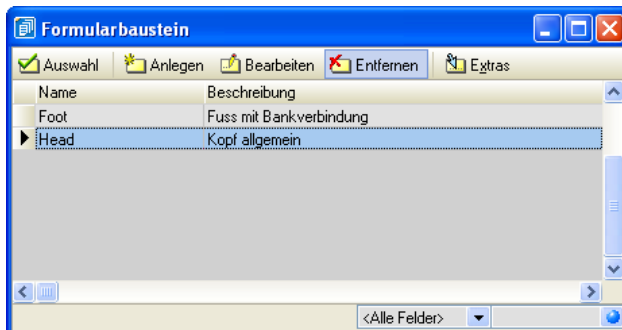 Formularbaustein
Auswahl Anlegen Bearbeiten Entfernen Extras
Name Beschreibung
Foot Fuss mit Bankverbindung
Head Kopf allgemein
<Alle Felder>